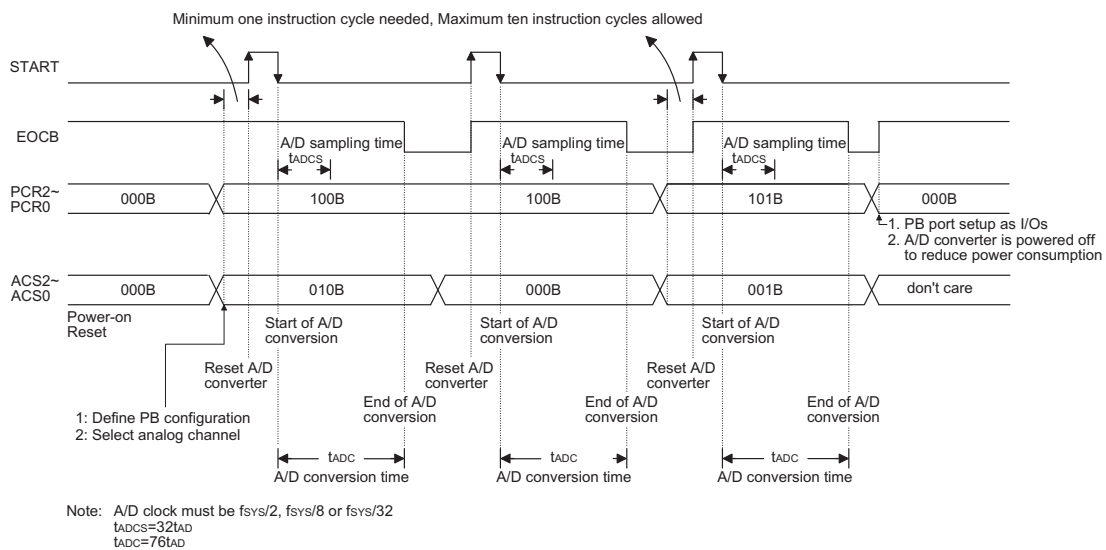 Minimum one instruction cycle needed, Maximum ten instruction cycles allowed
START
EOCB
A/D sampling time
tADCS
A/D sampling time
tADCS
A/D sampling time
tADCS
PCR2~
PCR0
000B
100B
100B
101B
000B
1. PB port setup as I/Os
2. A/D converter is powered off
to reduce power consumption
ACS2~
ACS0
000B
010B
000B
001B
don't care
Power-on
Reset
Start of A/D
conversion
Start of A/D
conversion
Start of A/D
conversion
Reset A/D
converter
Reset A/D
converter
Reset A/D
converter
1: Define PB configuration
2: Select analog channel
End of A/D
conversion
End of A/D
conversion
End of A/D
conversion
tADC
A/D conversion time
tADC
A/D conversion time
tADC
A/D conversion time
Note: A/D clock must be fSYS/2, fSYS/8 or fSYS/32
tADCS=32tAD
tADC=76tAD